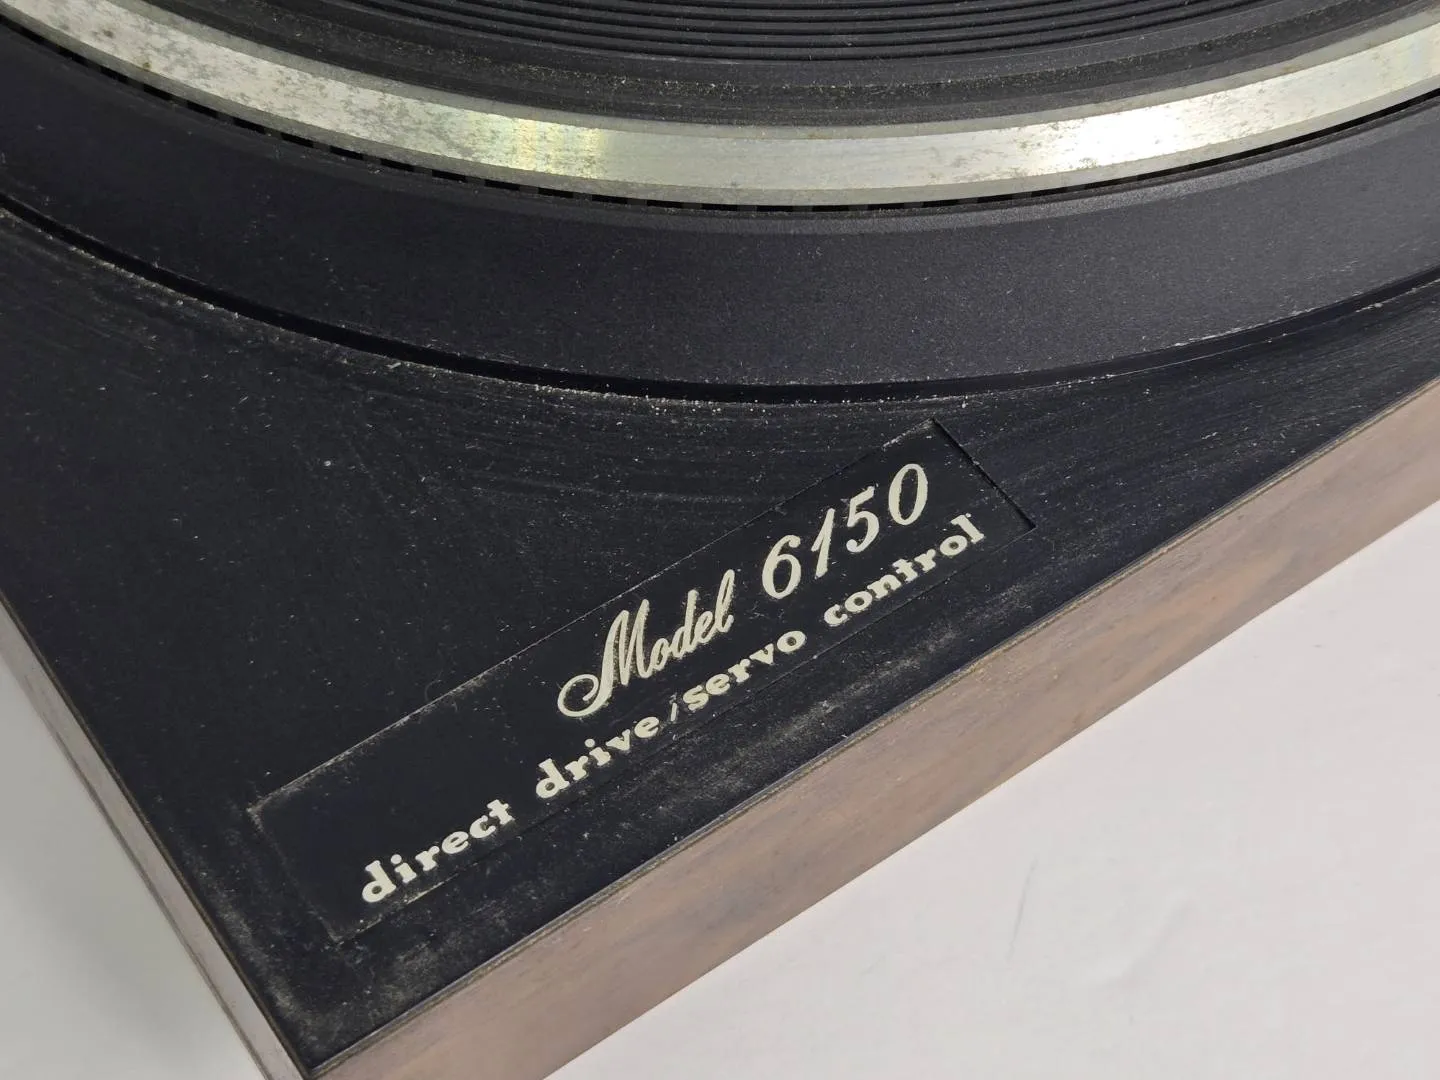 Model 6150
direct drive/servo control